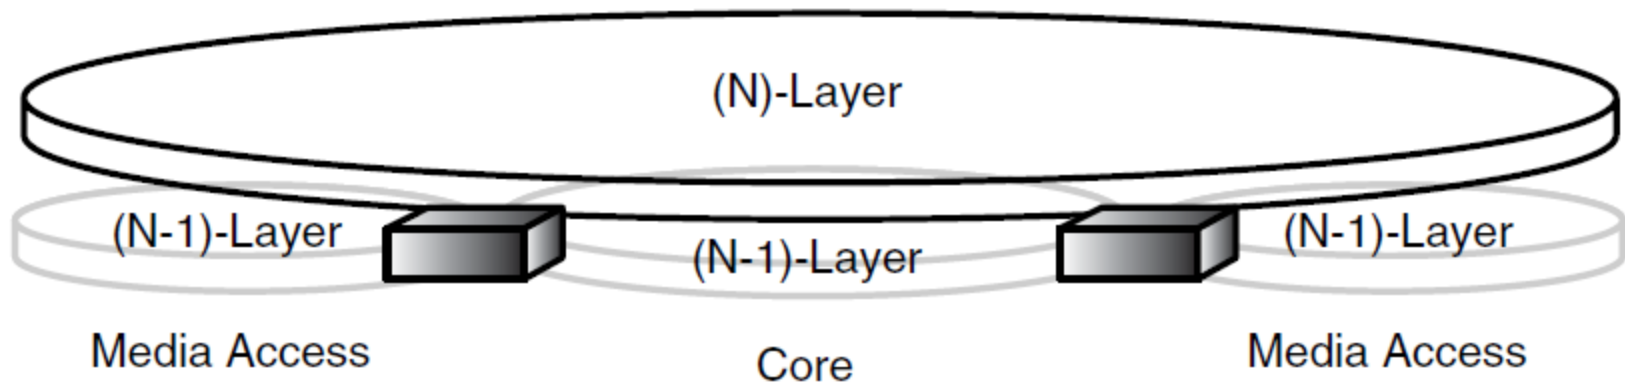 (N)-Layer
(N-1)-Layer
(N-1)-Layer
(N-1)-Layer
Media Access
Core
Media Access